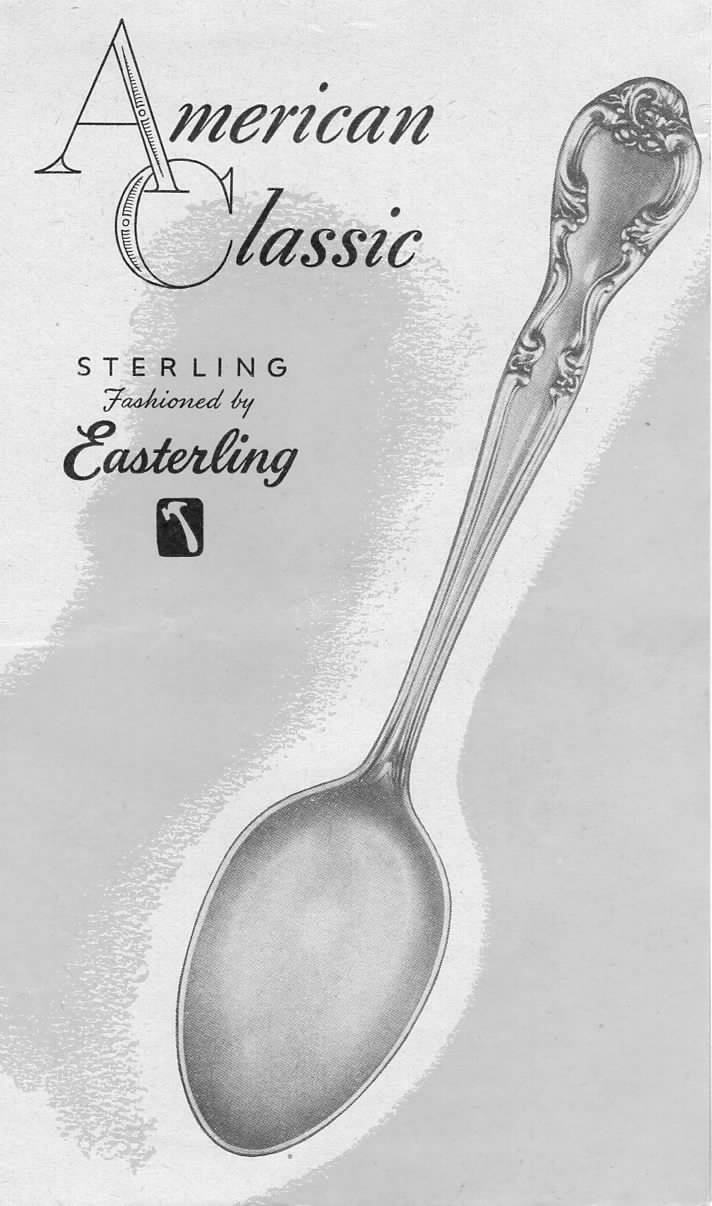 American
Classic
STERLING
Fashioned by
Easterling